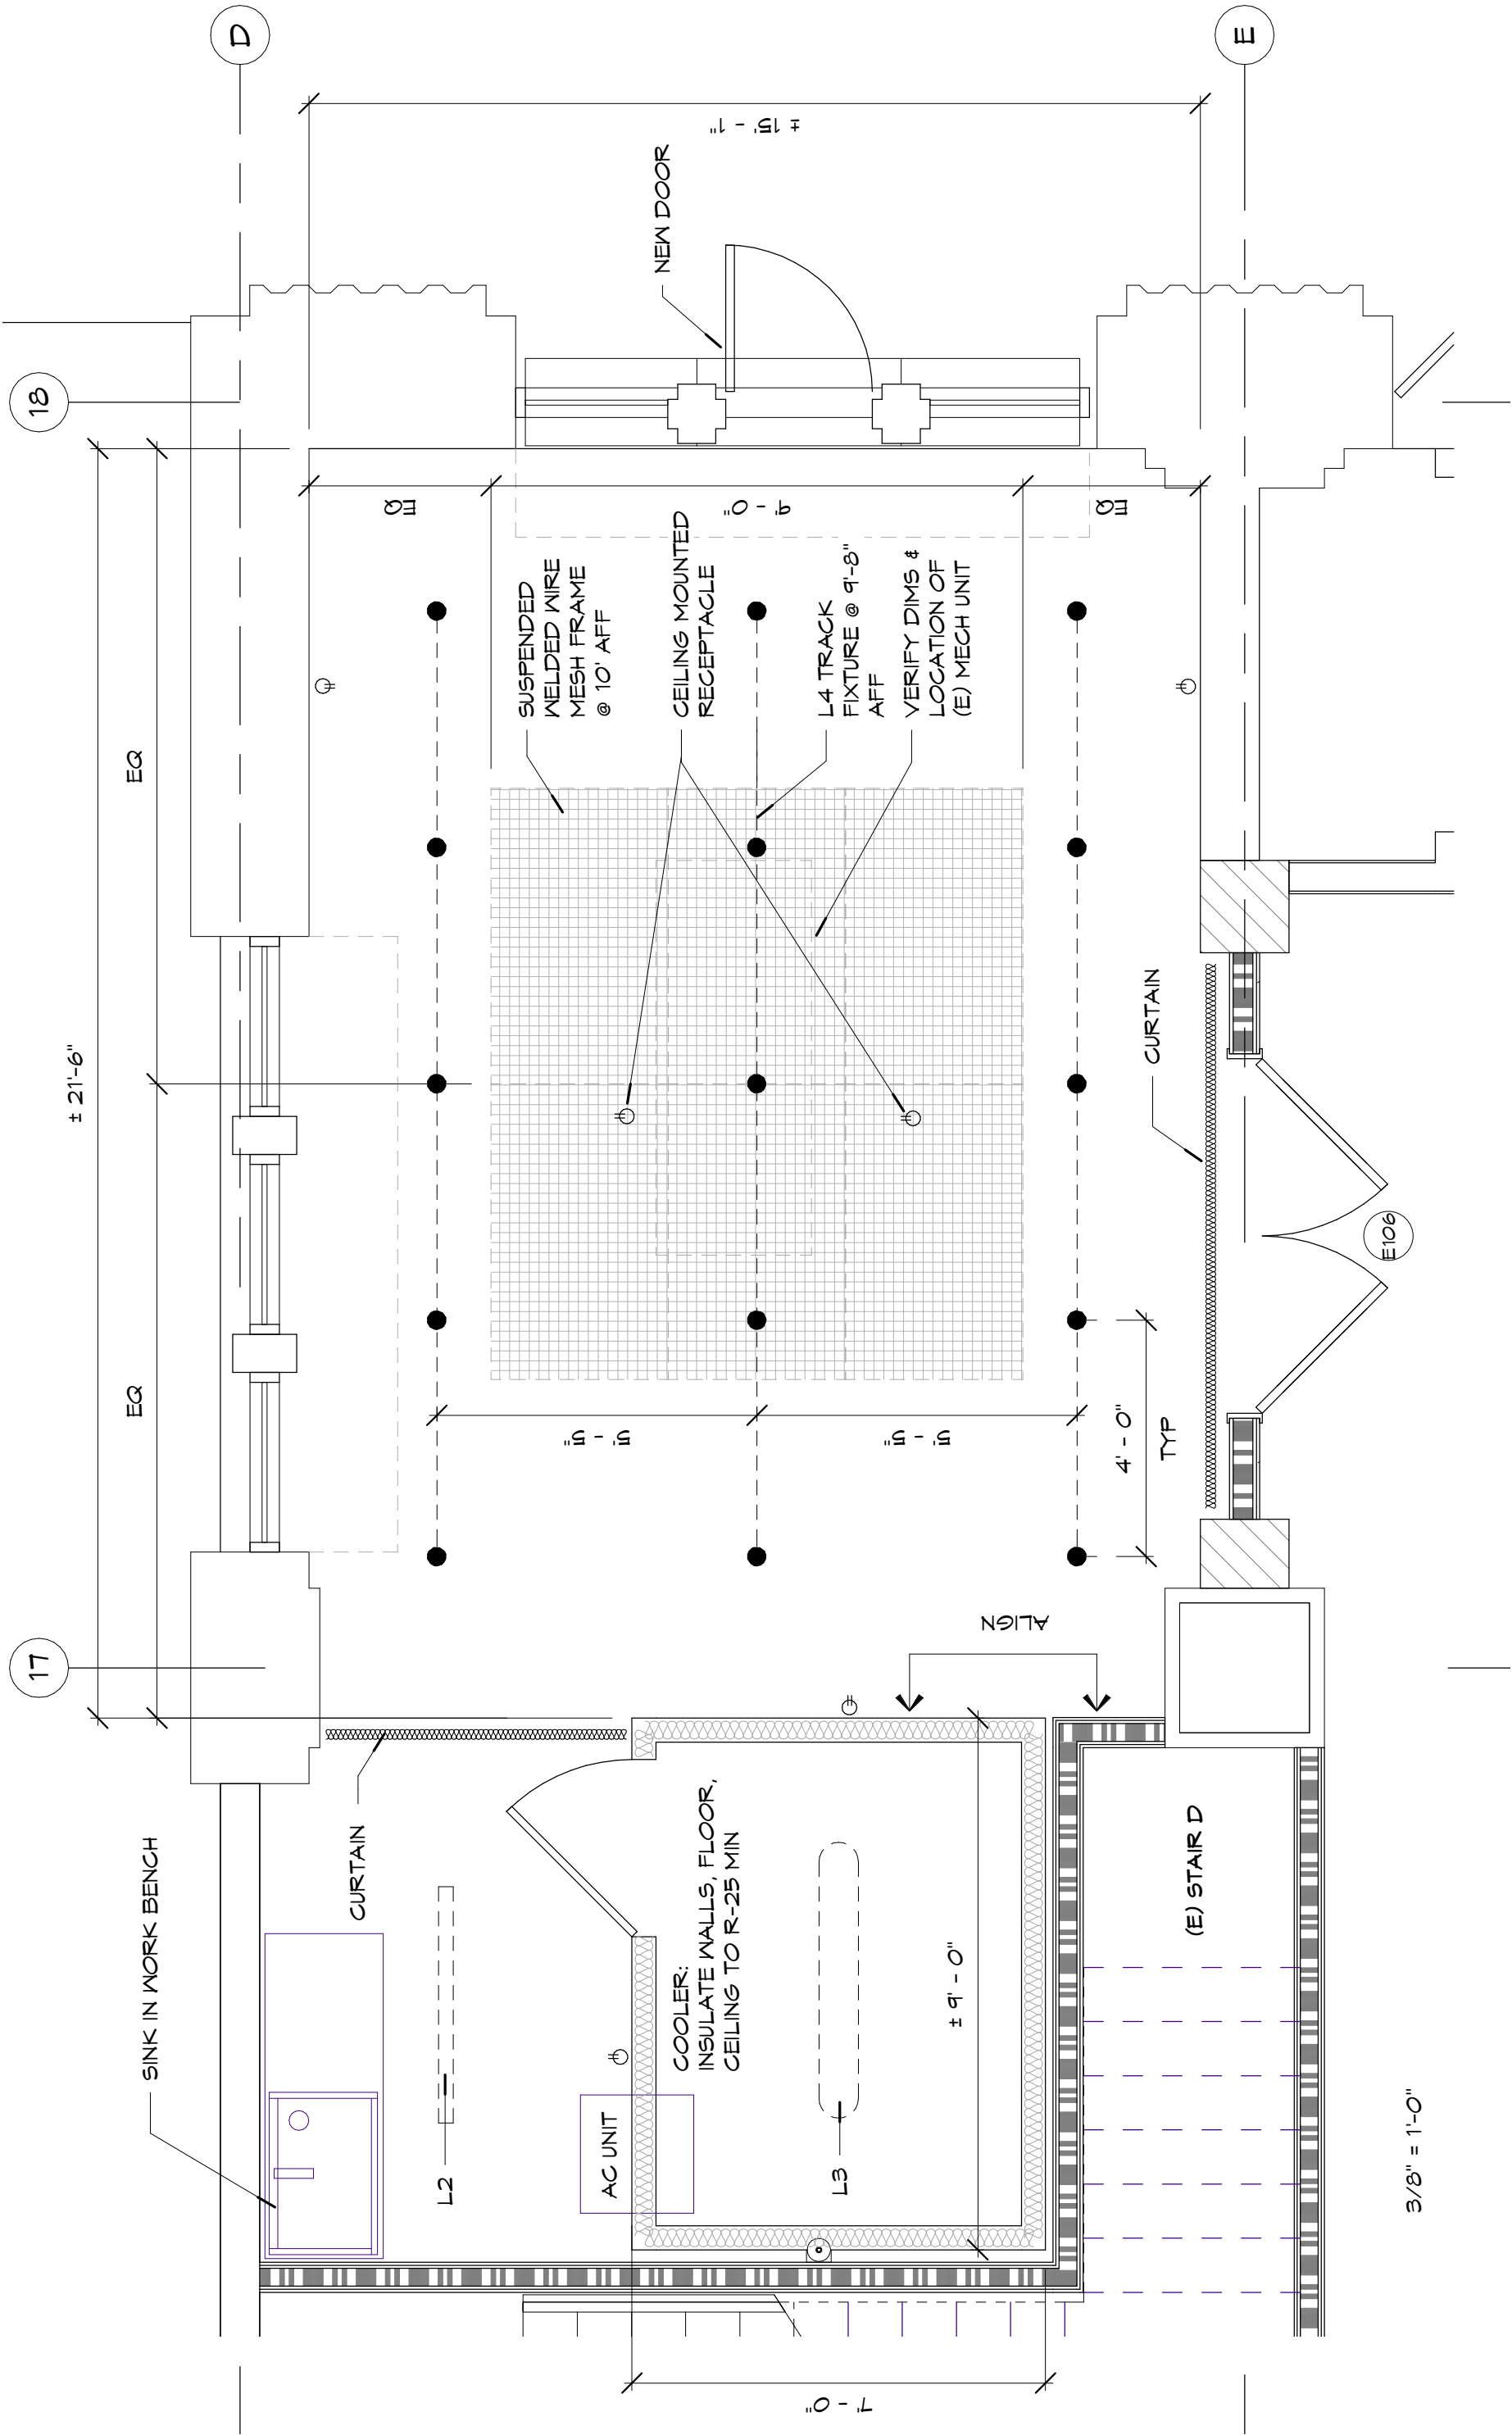 D
E
18
17
± 15' - 1"
NEW DOOR
EQ
9' - 0"
EQ
SUSPENDED
WELDED WIRE
MESH FRAME
@ 10' AFF
CEILING MOUNTED
RECEPTACLE
L4 TRACK
FIXTURE @ 9'-8"
AFF
VERIFY DIMS &
LOCATION OF
(E) MECH UNIT
EQ
± 21'-6"
EQ
CURTAIN
E106
5' - 5"
5' - 5"
4' - 0"
TYP
ALIGN
SINK IN WORK BENCH
CURTAIN
COOLER:
INSULATE WALLS, FLOOR,
CEILING TO R-25 MIN
(E) STAIR D
± 9' - 0"
L2
AC UNIT
L3
7' - 0"
3/8" = 1'-0"